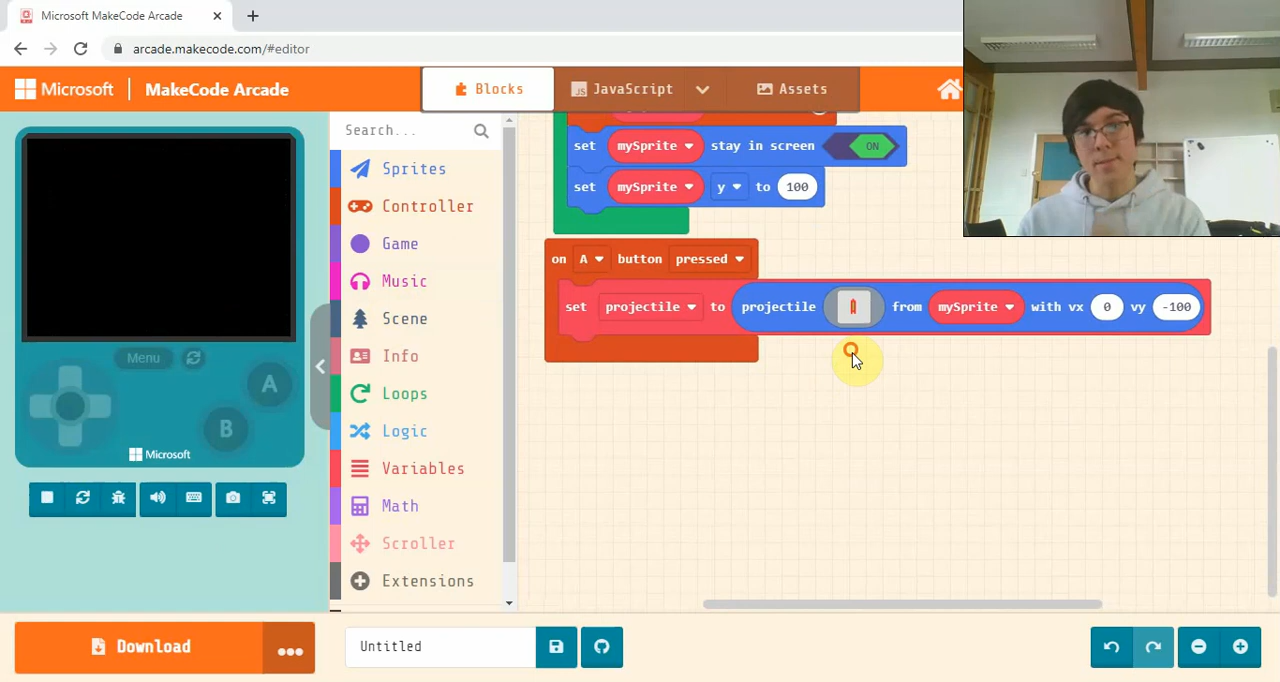 Microsoft MakeCode Arcade
arcade.makecode.com/#editor
Microsoft MakeCode Arcade
Blocks JavaScript Assets
JS
Search...
Sprites
Controller
Game
Music
Scene
Info
Loops
Logic
Variables
Math
Scroller
Extensions
Menu
A
B
Microsoft
set mySprite stay in screen ON
set mySprite y to 100
on A button pressed
set projectile to projectile from mySprite with vx 0 vy -100
Download
Untitled